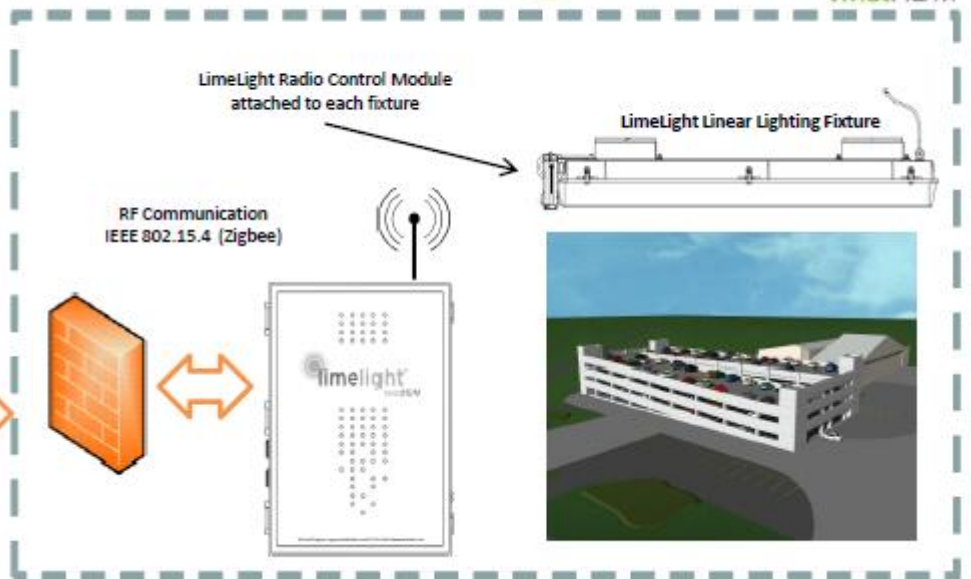 LimeLight Radio Control Module
attached to each fixture
LimeLight Linear Lighting Fixture
RF Communication
IEEE 802.15.4 (Zigbee)
limelight